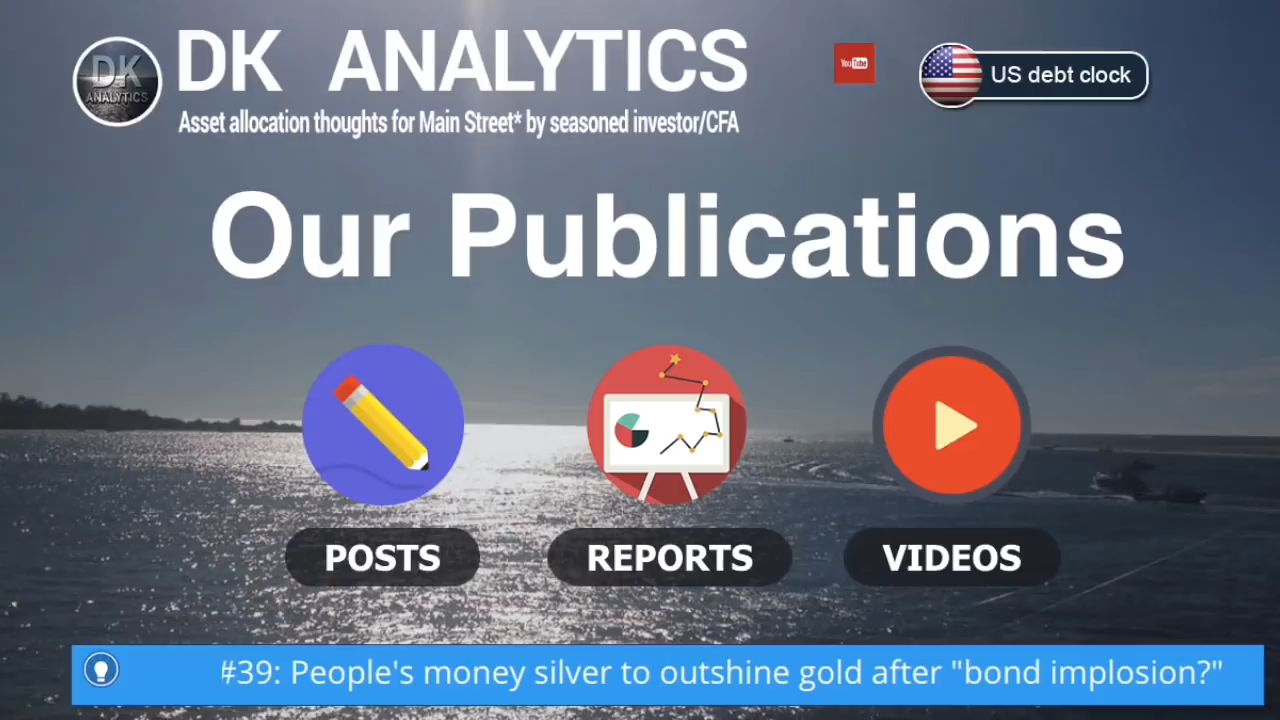 DK ANALYTICS
DK
ANALYTICS
Asset allocation thoughts for Main Street* by seasoned investor/CFA
YouTube
US debt clock
Our Publications
POSTS
REPORTS
VIDEOS
#39: People's money silver to outshine gold after "bond implosion?"